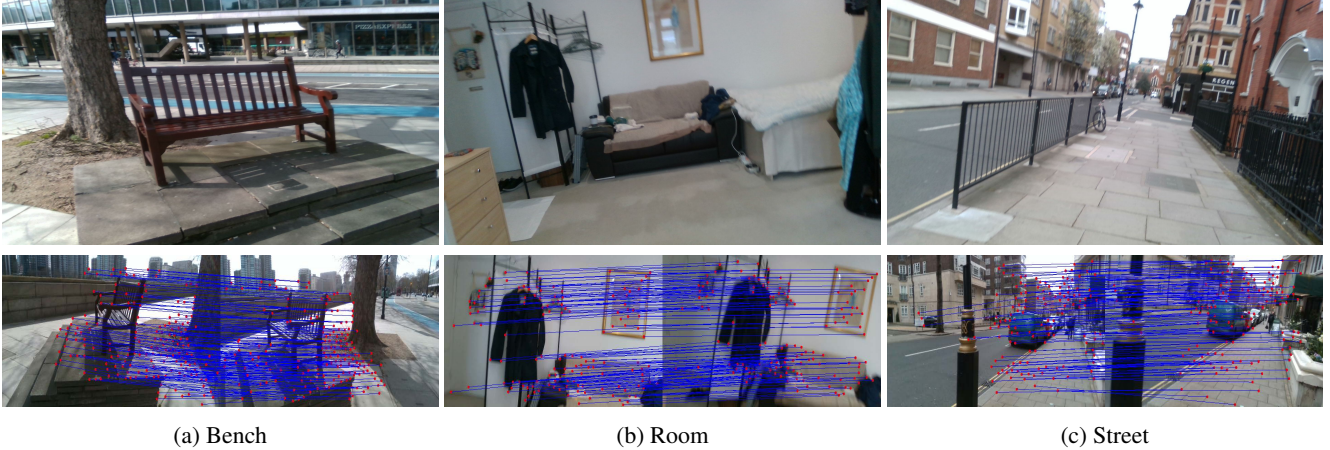 PIZZAEXPRESS
REGEN
(a) Bench
(b) Room
(c) Street